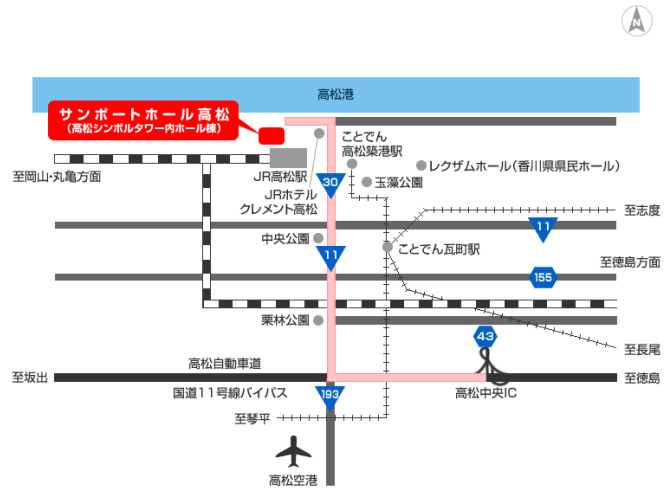 N
高松港
サンポートホール高松
(高松シンボルタワー内ホール棟)
ことでん
高松築港駅
レクザムホール(香川県県民ホール)
至岡山・丸亀方面
JR高松駅
30
玉藻公園
JRホテル
クレメント高松
至志度
11
中央公園
11
ことでん瓦町駅
至徳島方面
155
栗林公園
43
至長尾
高松自動車道
至坂出
至徳島
国道11号線バイパス
193
高松中央IC
至琴平
高松空港